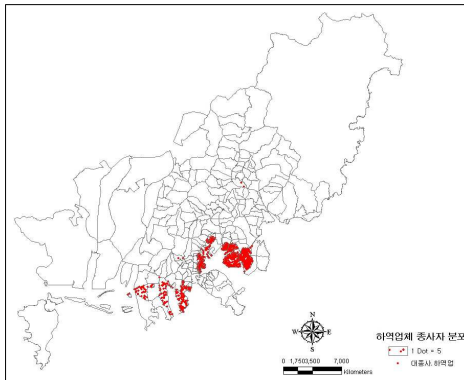 N
W E
S
하역업체 종사자 분포
1 Dot = 5
대종사. 하역업
0 1,750 3,500 7,000
Kilometers